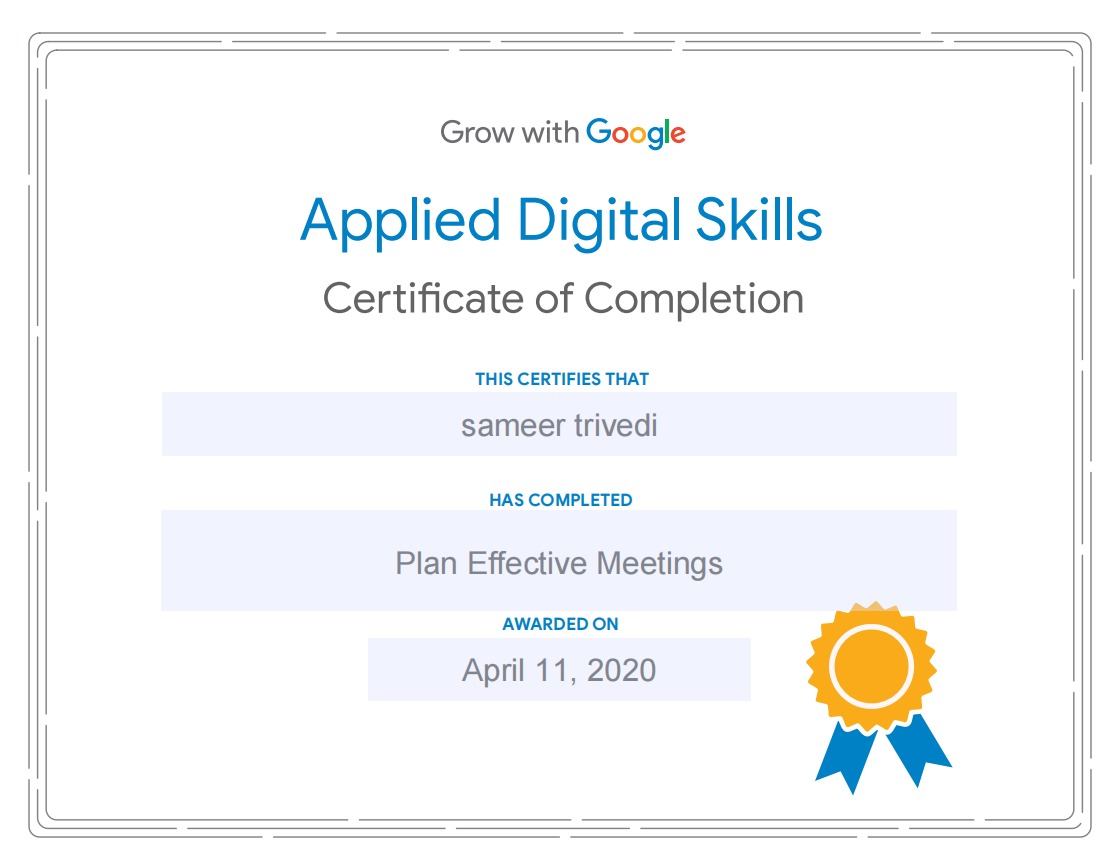 Grow with Google
Applied Digital Skills
Certificate of Completion
THIS CERTIFIES THAT
sameer trivedi
HAS COMPLETED
Plan Effective Meetings
AWARDED ON
April 11, 2020